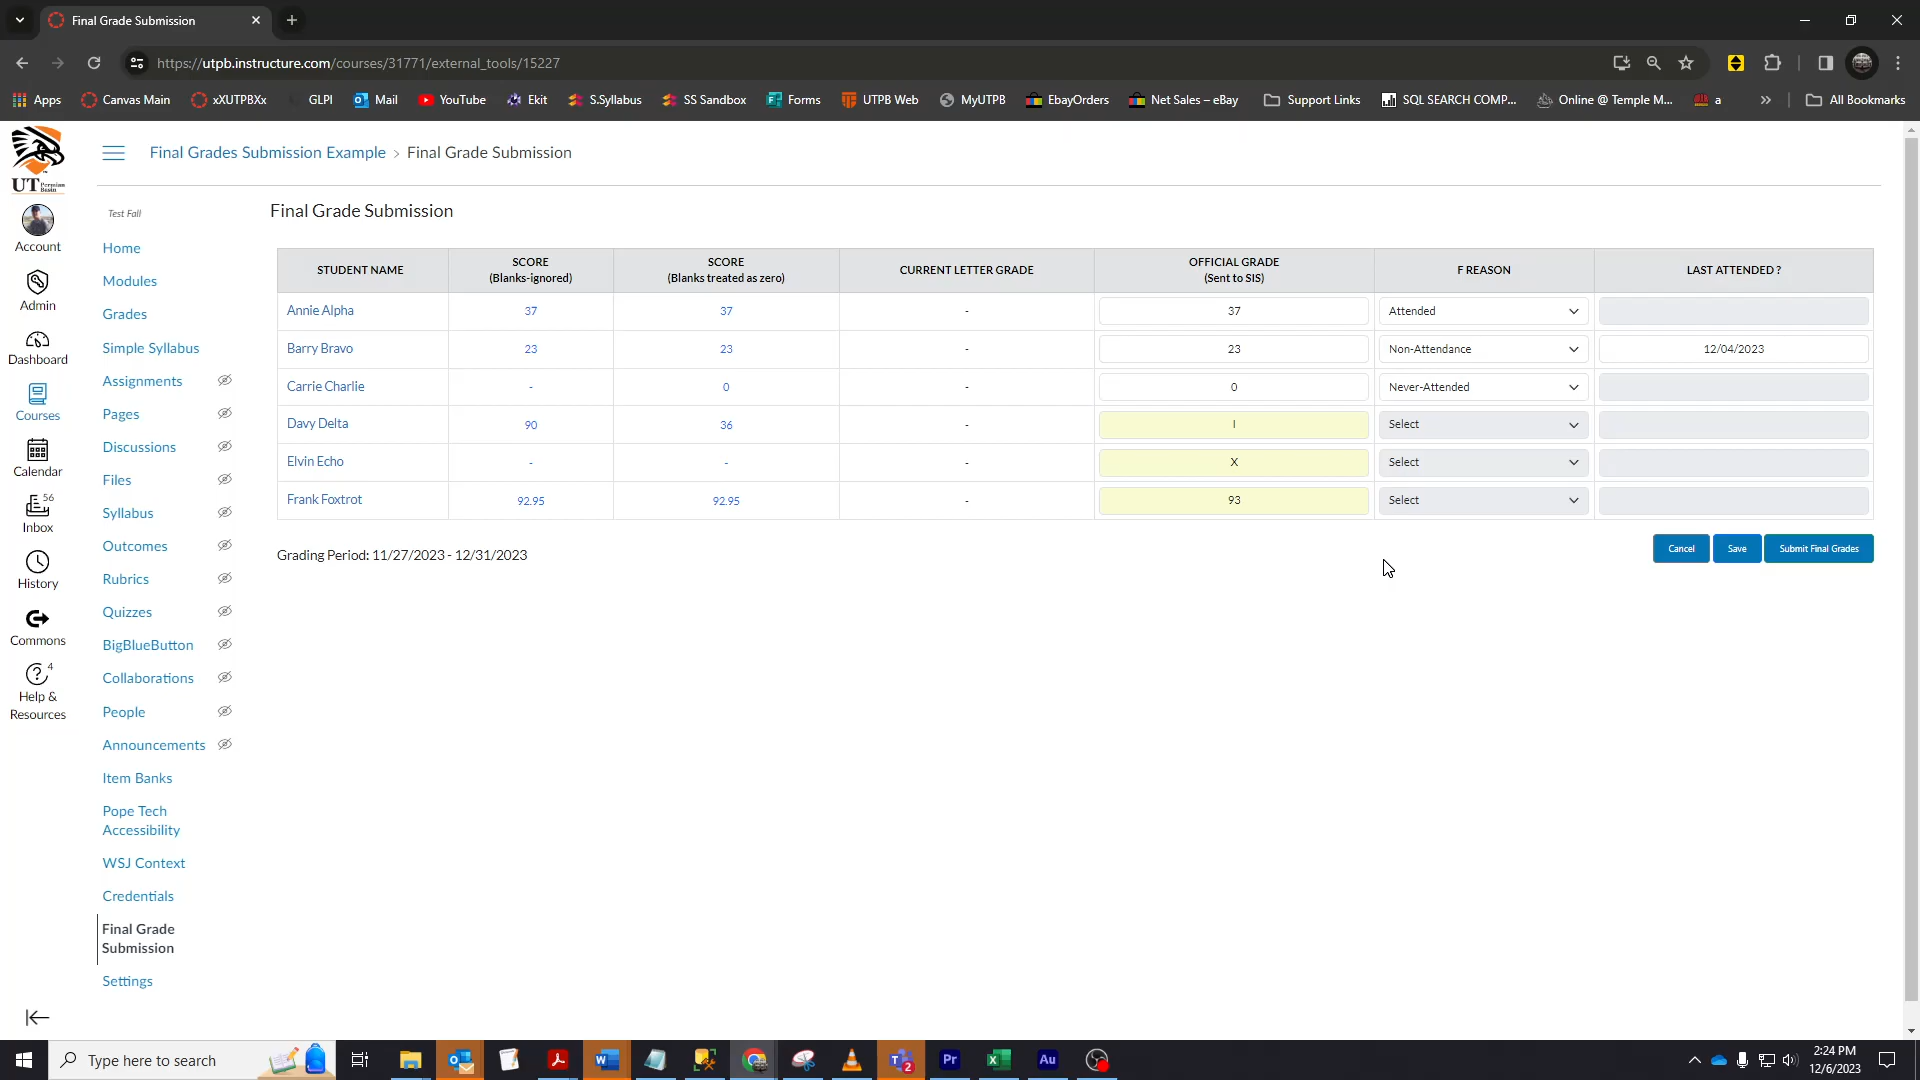 Final Grade Submission
https://utpb.instructure.com/courses/31771/external_tools/15227
Apps
Canvas Main
xXUTPBXx
GLPI
Mail
YouTube
Ekit
S.Syllabus
SS Sandbox
Forms
UTPB Web
MyUTPB
EbayOrders
Net Sales – eBay
Support Links
SQL SEARCH COMP...
Online @ Temple M...
a
»
All Bookmarks
UT Permian Basin
Final Grades Submission Example > Final Grade Submission
Account
Admin
Dashboard
Courses
Calendar
56
Inbox
History
Commons
4
Help &
Resources
Test Fall
Home
Modules
Grades
Simple Syllabus
Assignments
Pages
Discussions
Files
Syllabus
Outcomes
Rubrics
Quizzes
BigBlueButton
Collaborations
People
Announcements
Item Banks
Pope Tech
Accessibility
WSJ Context
Credentials
Final Grade
Submission
Settings
Final Grade Submission
STUDENT NAME SCORE (Blanks-ignored) SCORE (Blanks treated as zero) CURRENT LETTER GRADE OFFICIAL GRADE (Sent to SIS) F REASON LAST ATTENDED ?
Annie Alpha 37 37 - 37 Attended
Barry Bravo 23 23 - 23 Non-Attendance 12/04/2023
Carrie Charlie - 0 - 0 Never-Attended
Davy Delta 90 36 - I Select
Elvin Echo - - - X Select
Frank Foxtrot 92.95 92.95 - 93 Select
Grading Period: 11/27/2023 - 12/31/2023
Cancel
Save
Submit Final Grades
Type here to search
W
2
Pr
X
Au
2:24 PM
12/6/2023